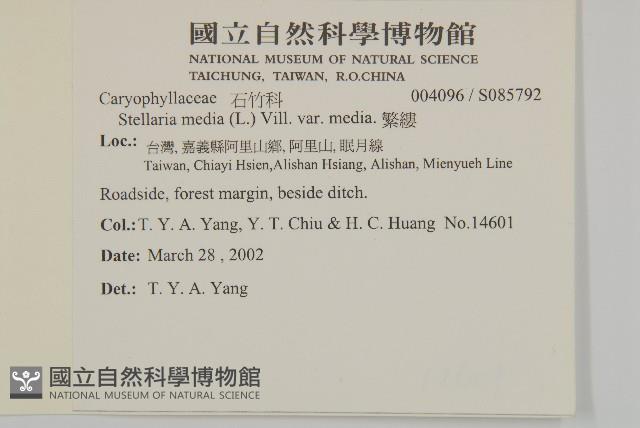 國立自然科學博物館
NATIONAL MUSEUM OF NATURAL SCIENCE
TAICHUNG, TAIWAN, R.O.CHINA
Caryophyllaceae 石竹科 004096 / S085792
Stellaria media (L.) Vill. var. media. 繁縷
Loc.: 台灣, 嘉義縣阿里山鄉, 阿里山, 眠月線
Taiwan, Chiayi Hsien,Alishan Hsiang, Alishan, Mienyueh Line
Roadside, forest margin, beside ditch.
Col.: T. Y. A. Yang, Y. T. Chiu & H. C. Huang No.14601
Date: March 28 , 2002
Det.: T. Y. A. Yang
國立自然科學博物館
NATIONAL MUSEUM OF NATURAL SCIENCE